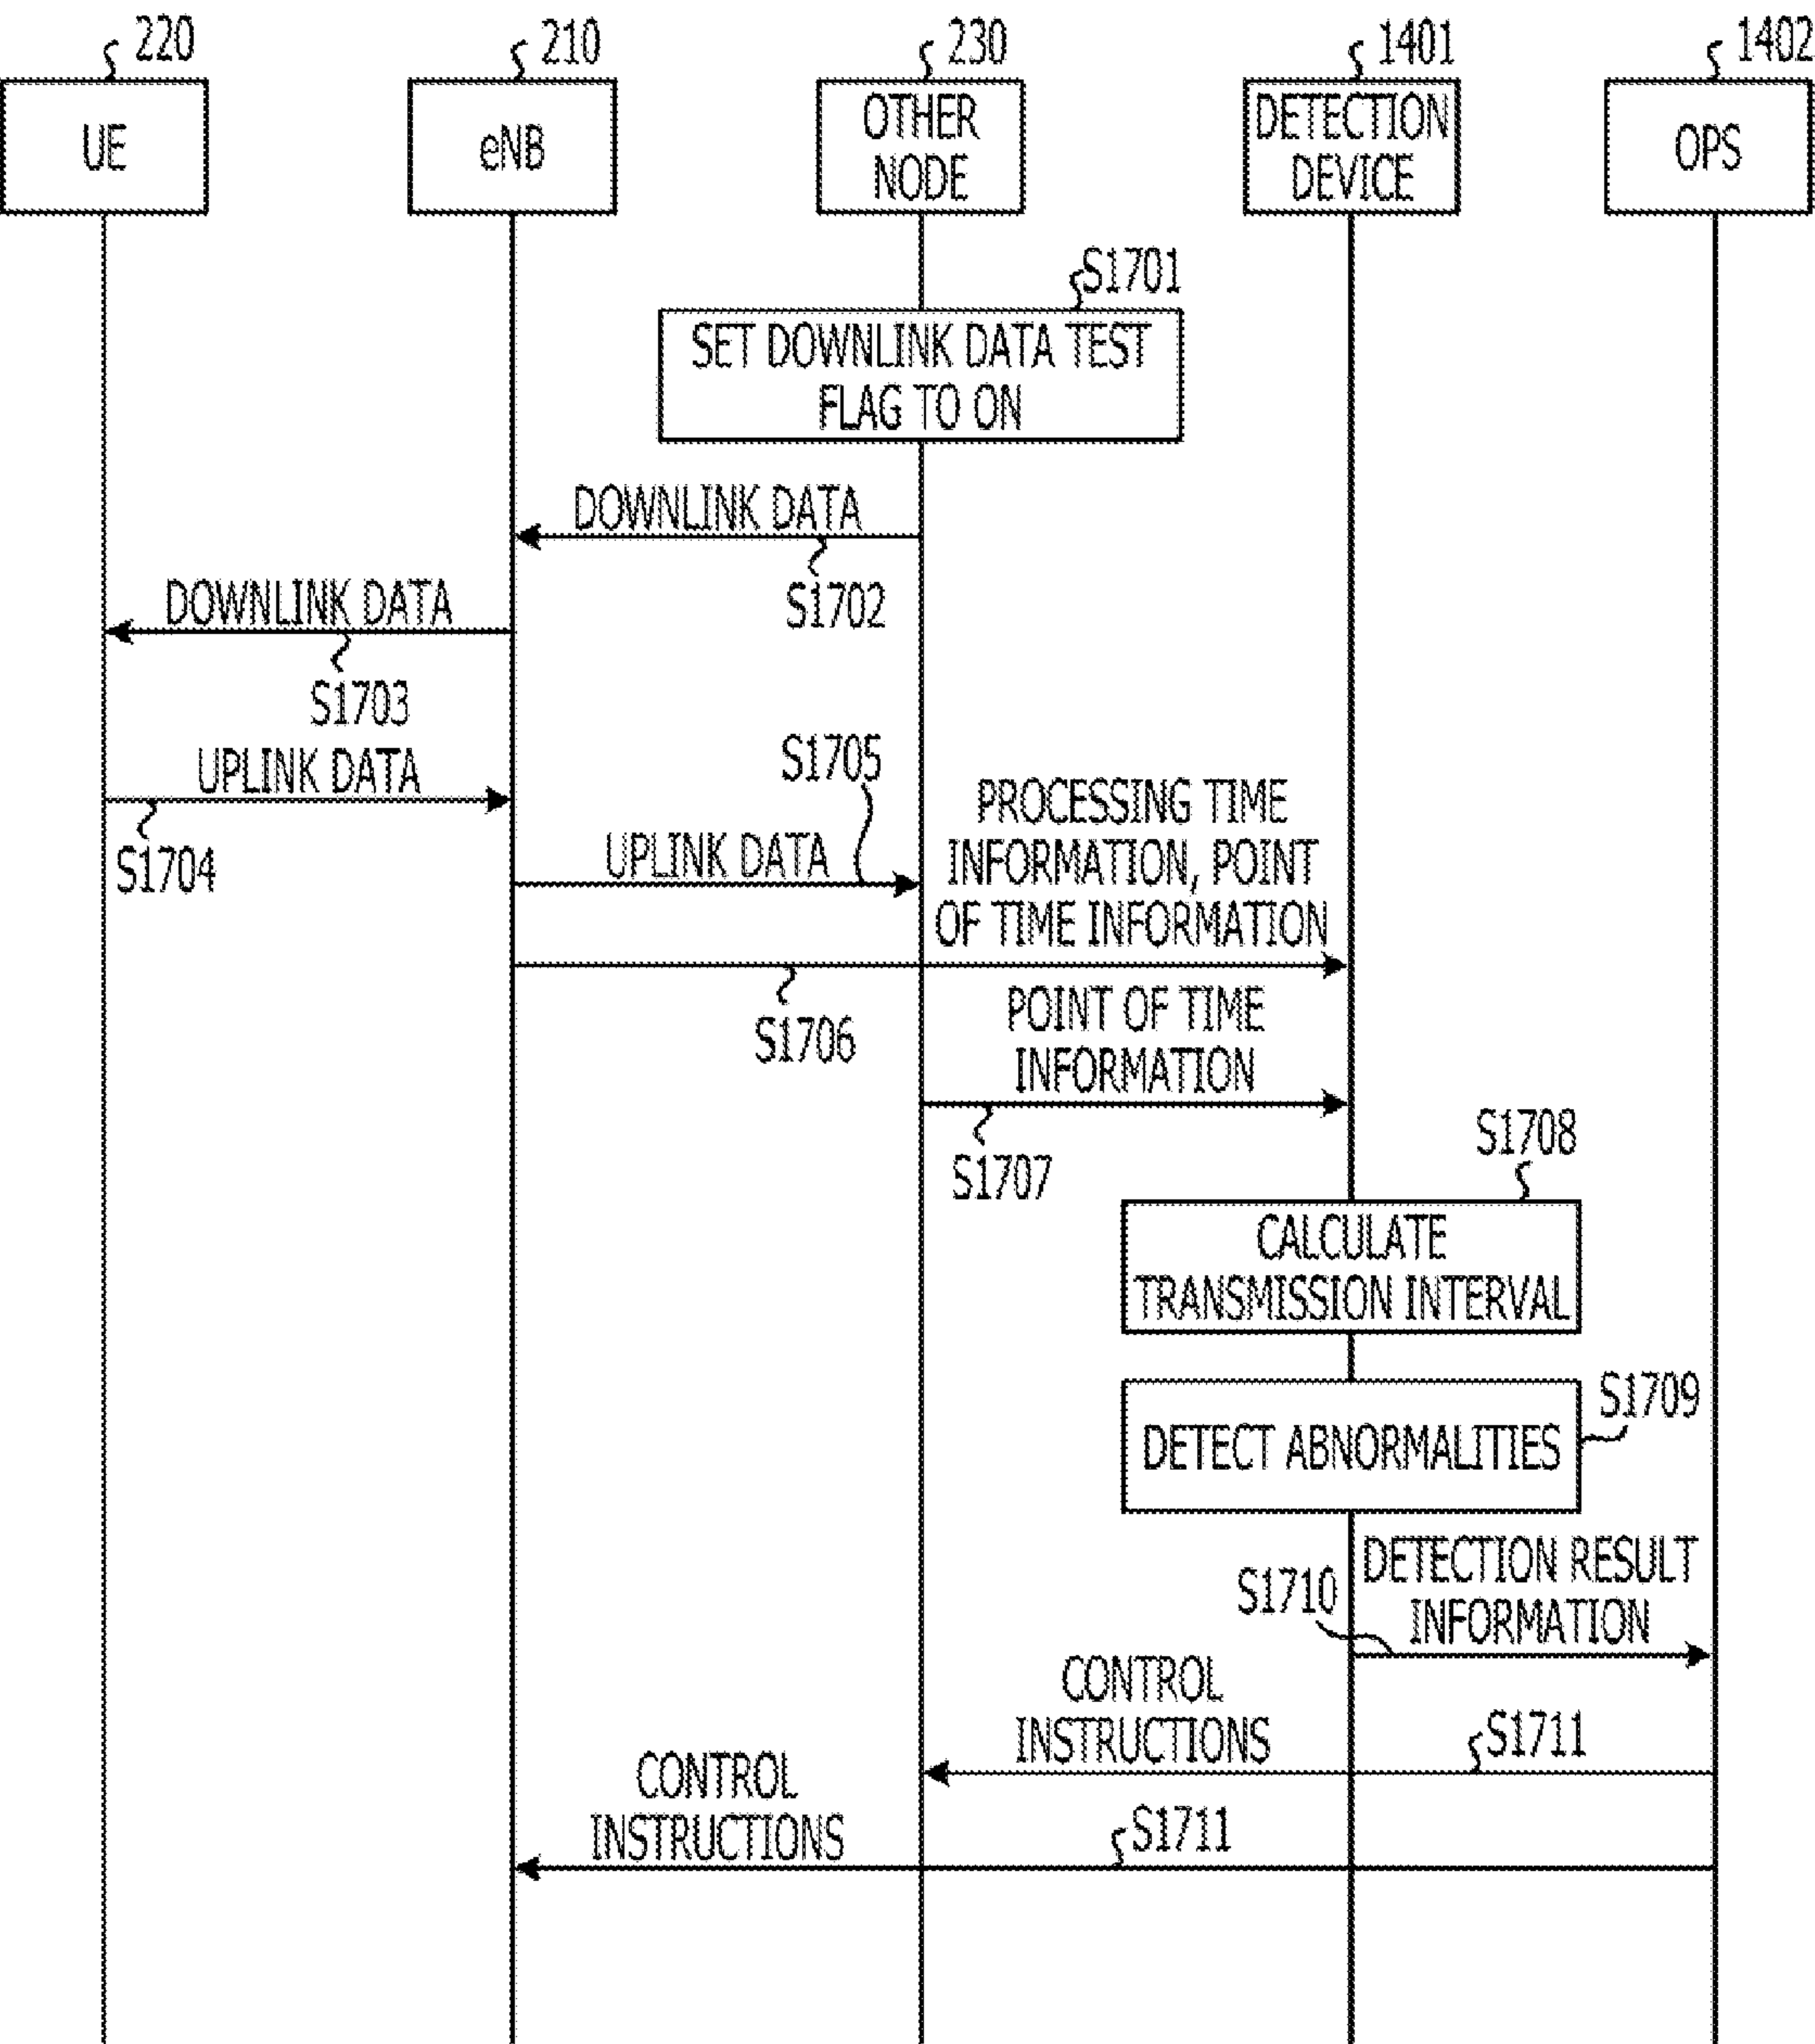 220
210
230
1401
1402
UE
eNB
OTHER
NODE
DETECTION
DEVICE
OPS
S1701
SET DOWNLINK DATA TEST
FLAG TO ON
DOWNLINK DATA
S1702
DOWNLINK DATA
S1703
UPLINK DATA
S1704
S1705
UPLINK DATA
PROCESSING TIME
INFORMATION, POINT
OF TIME INFORMATION
S1706
POINT OF TIME
INFORMATION
S1707
S1708
CALCULATE
TRANSMISSION INTERVAL
S1709
DETECT ABNORMALITIES
S1710
DETECTION RESULT
INFORMATION
CONTROL
INSTRUCTIONS
S1711
CONTROL
INSTRUCTIONS
S1711